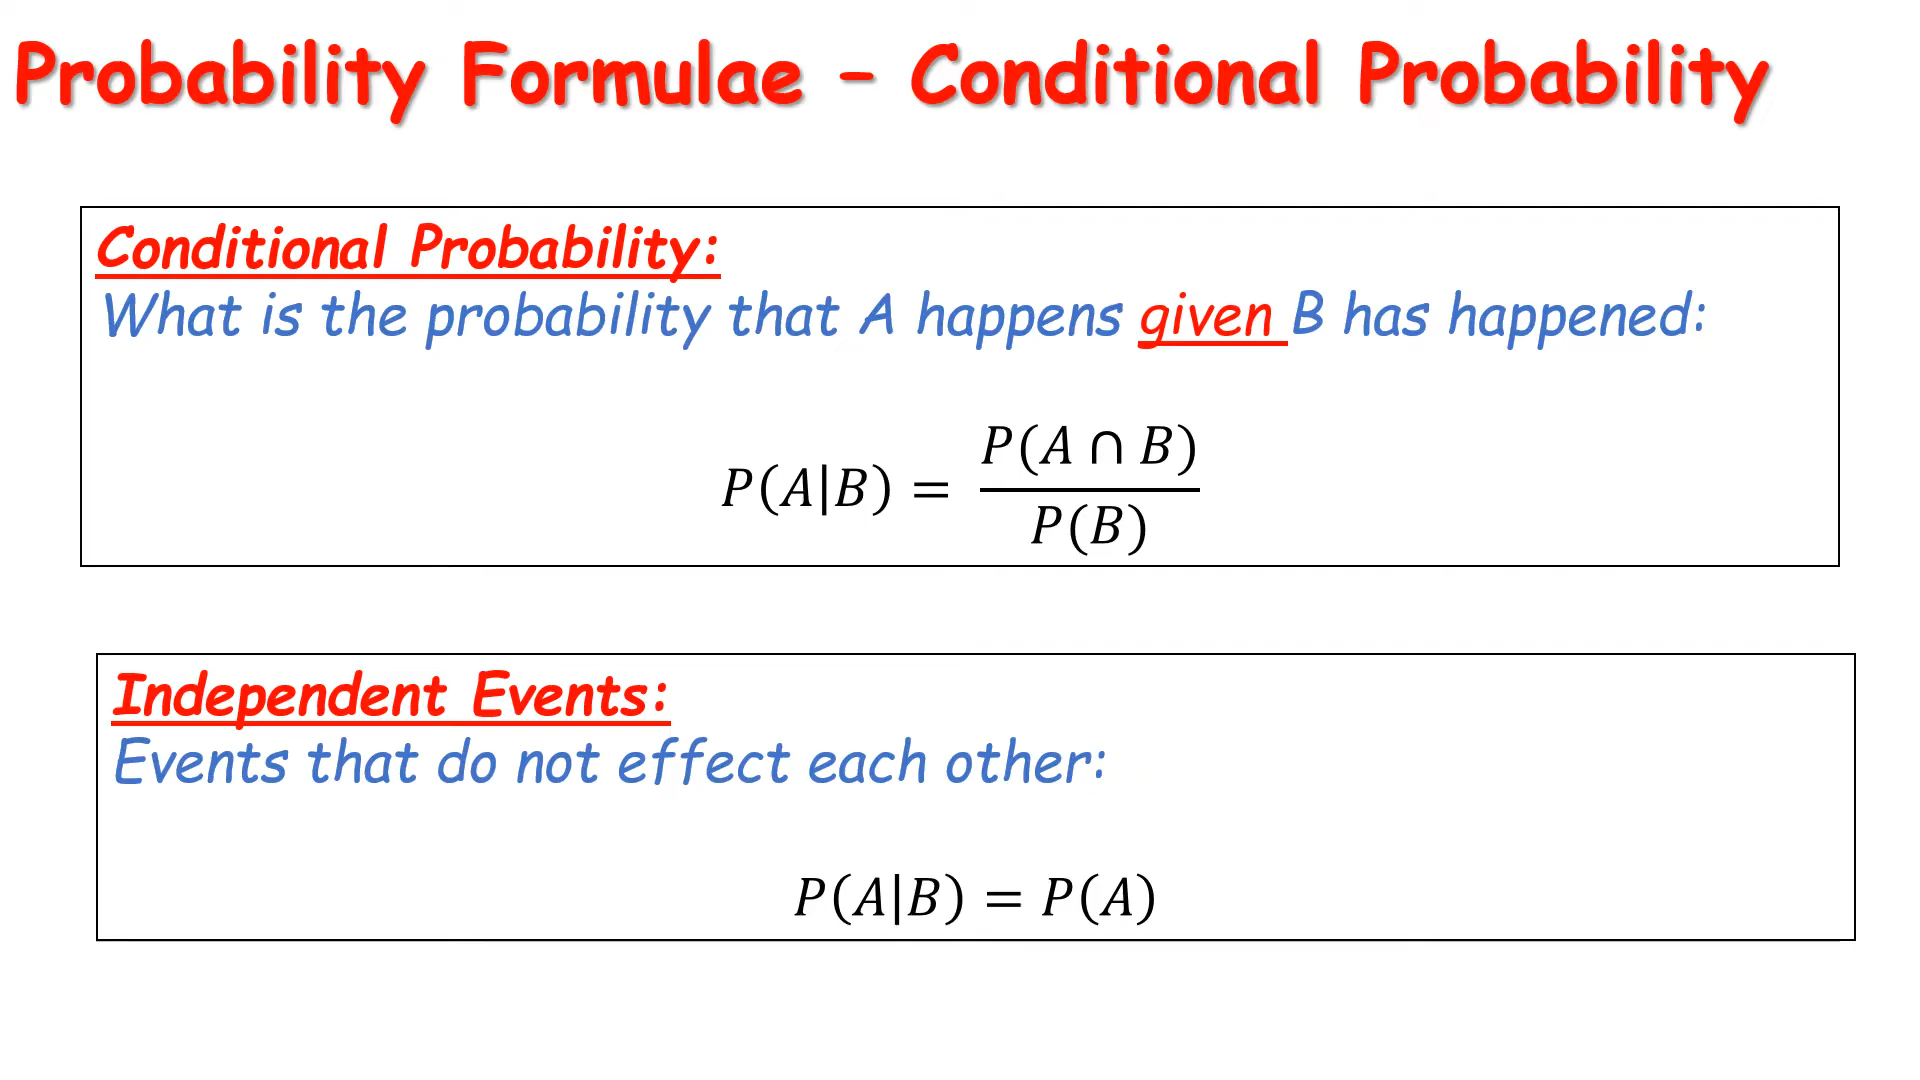 Probability Formulae – Conditional Probability
Conditional Probability:
What is the probability that A happens given B has happened:
P(A|B) = P(A ∩ B) / P(B)
Independent Events:
Events that do not effect each other:
P(A|B) = P(A)